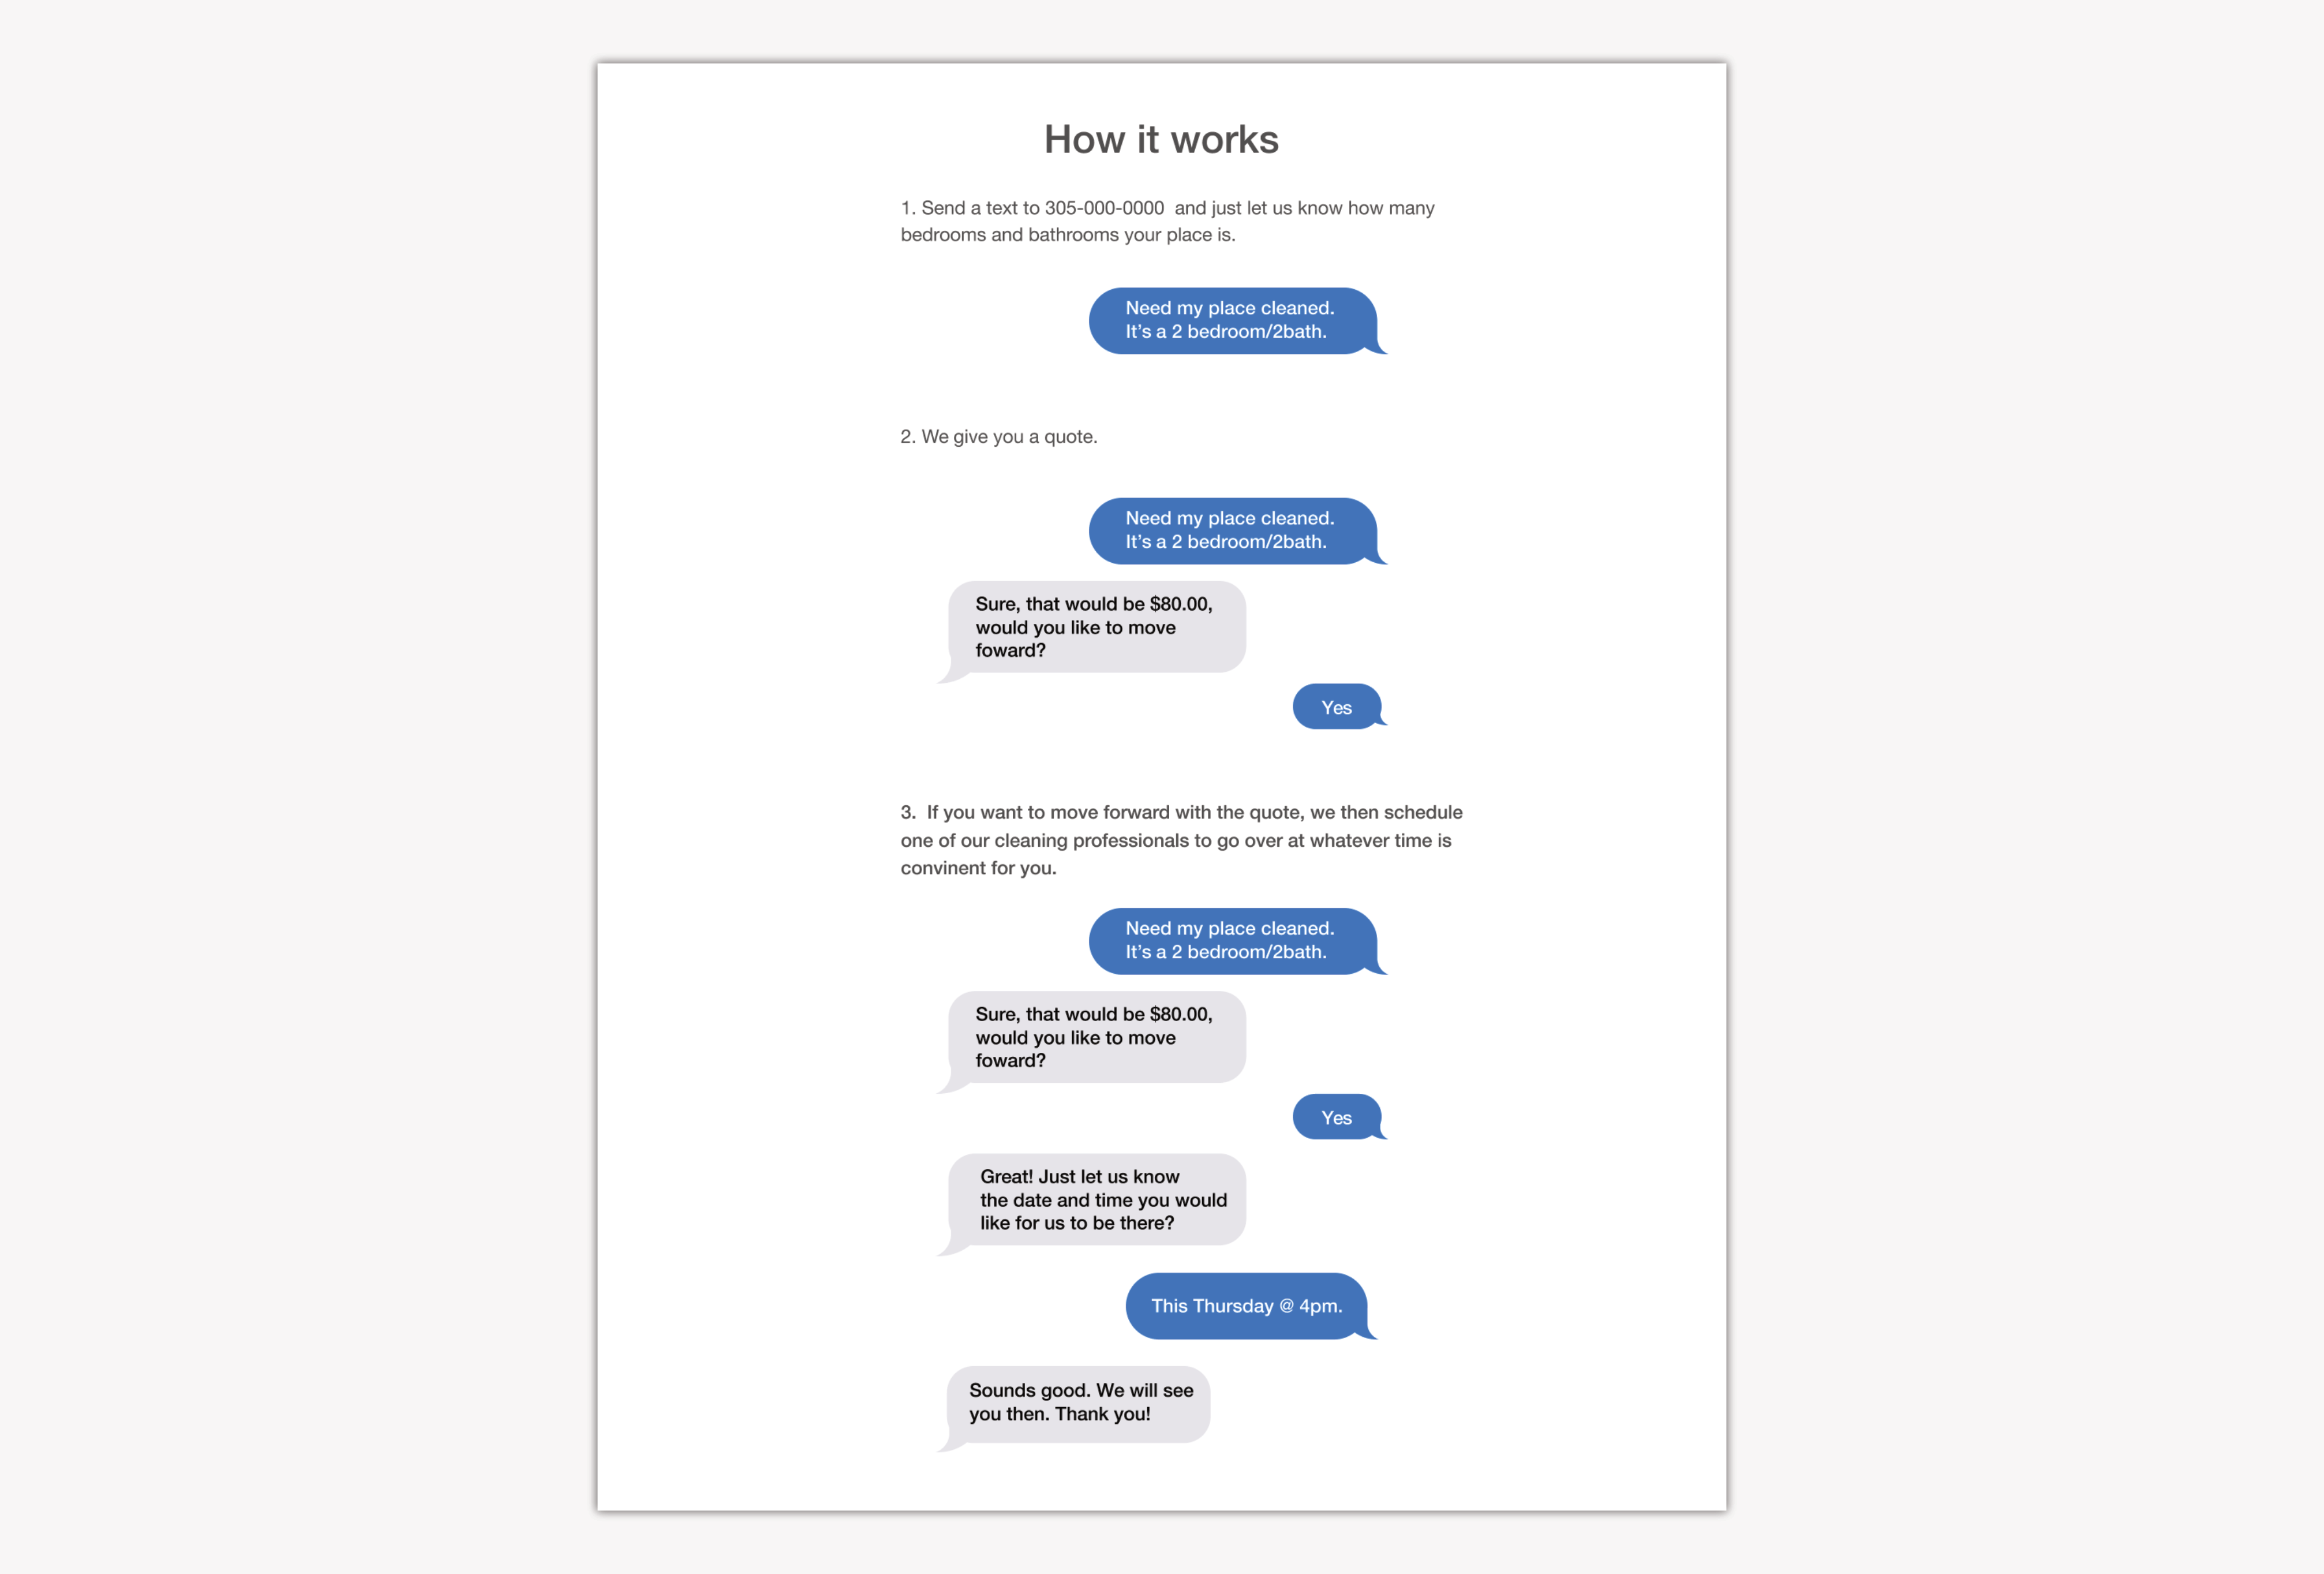 How it works
1. Send a text to 305-000-0000  and just let us know how many
bedrooms and bathrooms your place is.
Need my place cleaned.
It’s a 2 bedroom/2bath.
2. We give you a quote.
Need my place cleaned.
It’s a 2 bedroom/2bath.
Sure, that would be $80.00,
would you like to move
foward?
Yes
3.  If you want to move forward with the quote, we then schedule
one of our cleaning professionals to go over at whatever time is
convinent for you.
Need my place cleaned.
It’s a 2 bedroom/2bath.
Sure, that would be $80.00,
would you like to move
foward?
Yes
Great! Just let us know
the date and time you would
like for us to be there?
This Thursday @ 4pm.
Sounds good. We will see
you then. Thank you!